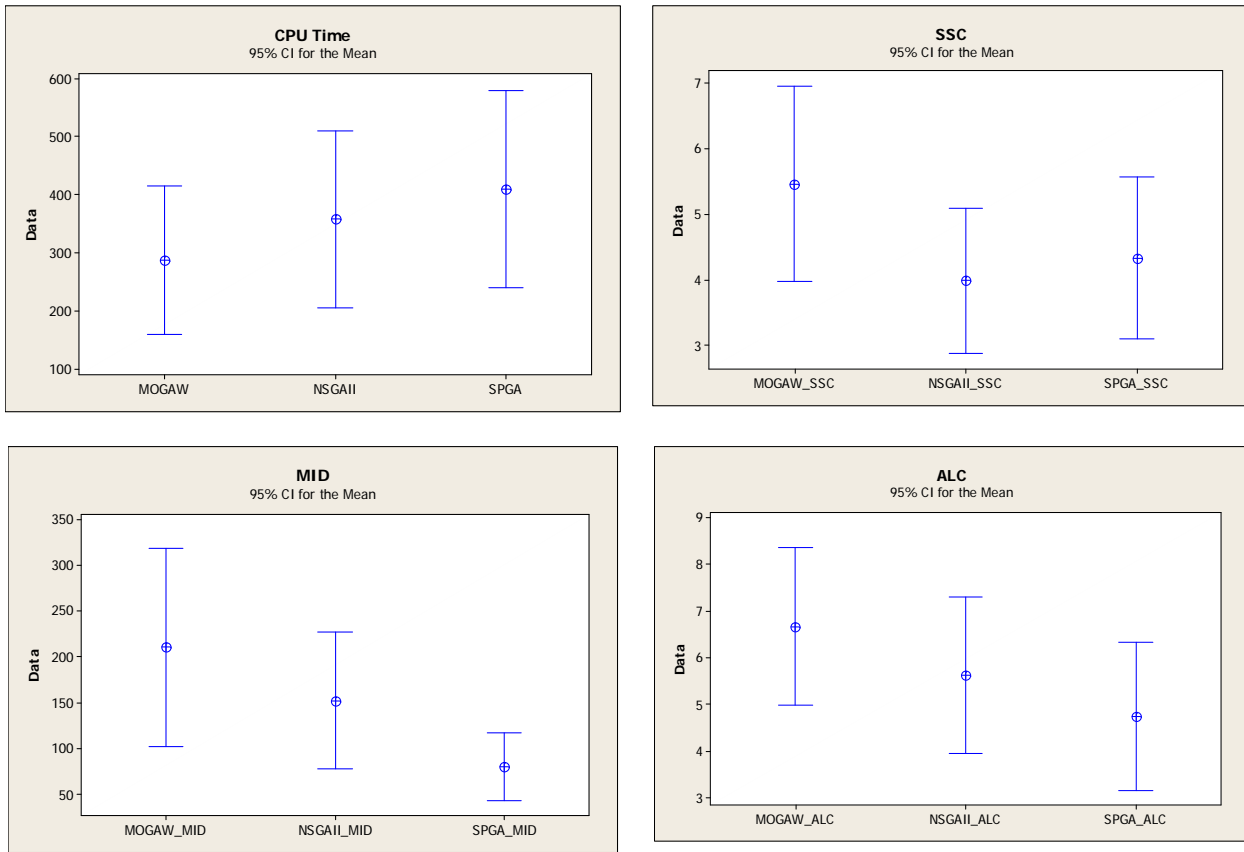 CPU Time
95% CI for the Mean
600
500
400
300
200
100
Data
MOGAW NSGAII SPGA
SSC
95% CI for the Mean
7
6
5
4
3
Data
MOGAW_SSC NSGAII_SSC SPGA_SSC
MID
95% CI for the Mean
350
300
250
200
150
100
50
Data
MOGAW_MID NSGAII_MID SPGA_MID
ALC
95% CI for the Mean
9
8
7
6
5
4
3
Data
MOGAW_ALC NSGAII_ALC SPGA_ALC